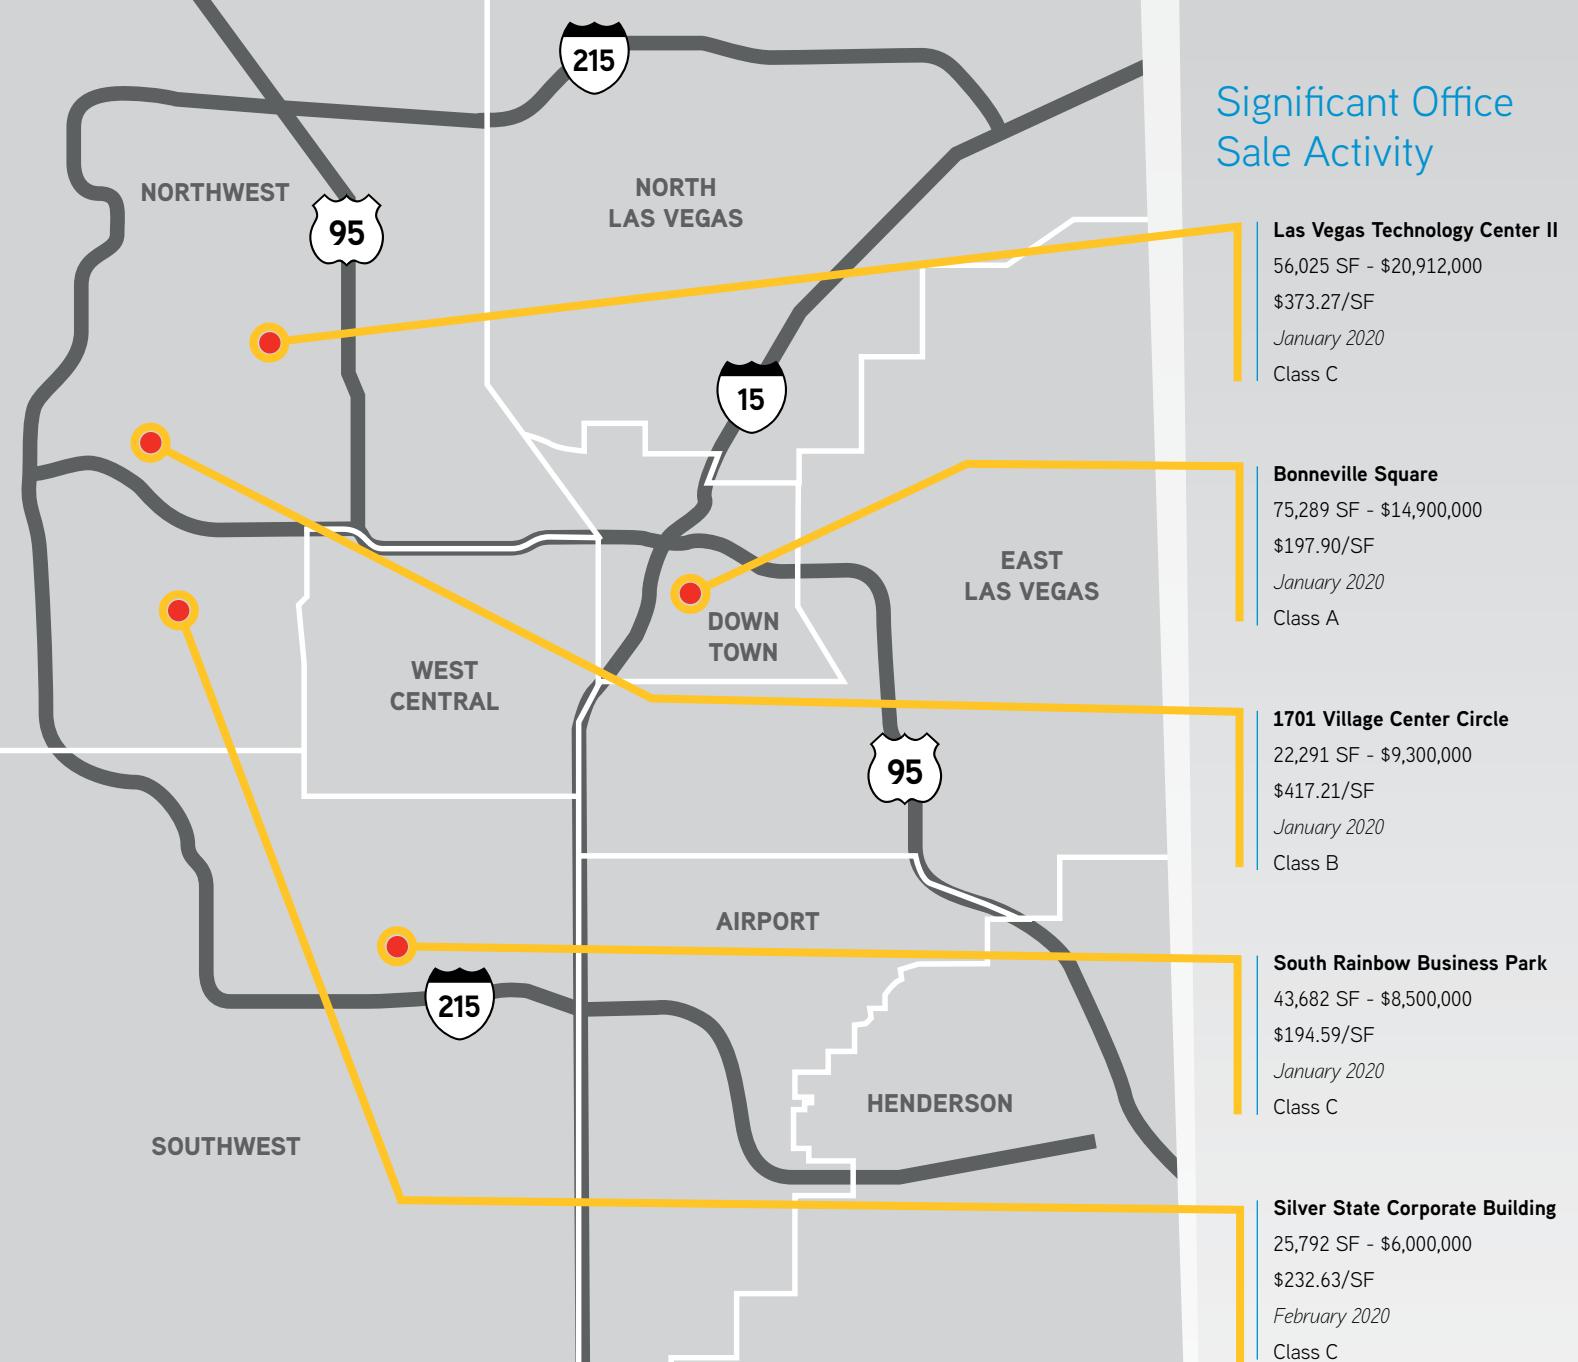 215
NORTHWEST
95
NORTH
LAS VEGAS
15
EAST
LAS VEGAS
DOWN
TOWN
WEST
CENTRAL
95
AIRPORT
215
HENDERSON
SOUTHWEST
Significant Office
Sale Activity
Las Vegas Technology Center II
56,025 SF - $20,912,000
$373.27/SF
January 2020
Class C
Bonneville Square
75,289 SF - $14,900,000
$197.90/SF
January 2020
Class A
1701 Village Center Circle
22,291 SF - $9,300,000
$417.21/SF
January 2020
Class B
South Rainbow Business Park
43,682 SF - $8,500,000
$194.59/SF
January 2020
Class C
Silver State Corporate Building
25,792 SF - $6,000,000
$232.63/SF
February 2020
Class C